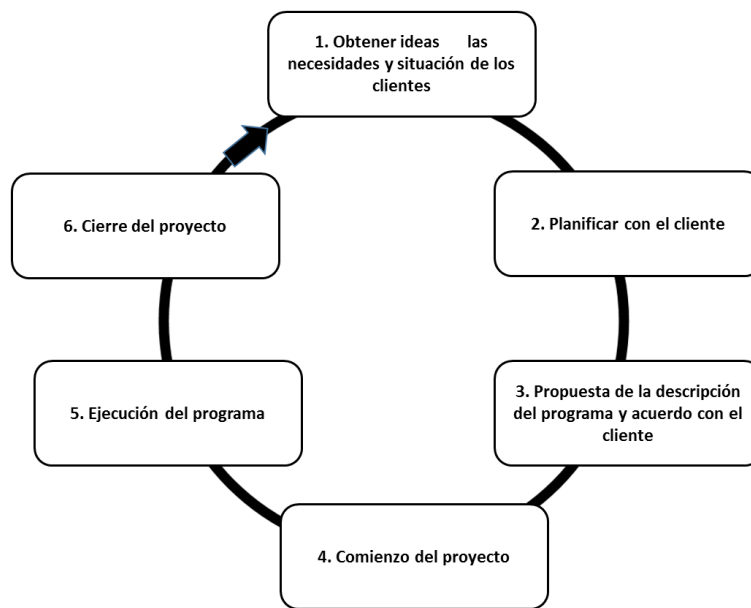 1. Obtener ideas las
necesidades y situación de los
clientes
2. Planificar con el cliente
3. Propuesta de la descripción
del programa y acuerdo con el
cliente
4. Comienzo del proyecto
5. Ejecución del programa
6. Cierre del proyecto